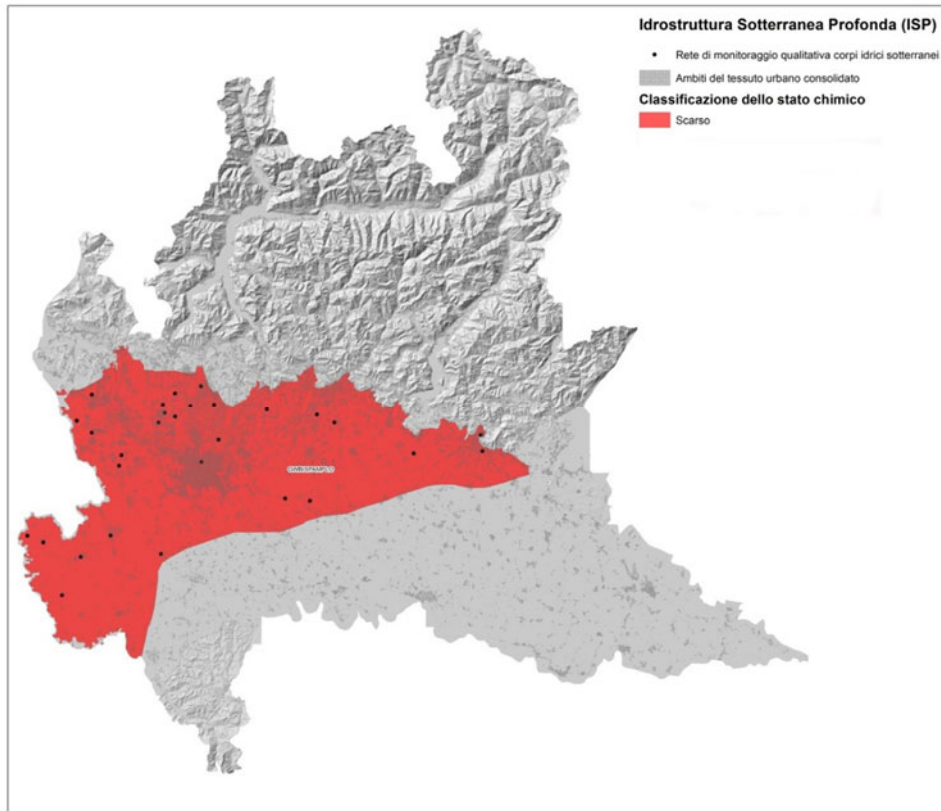 Idrostruttura Sotterranea Profonda (ISP)
Rete di monitoraggio qualitativa corpi idrici sotterranei
Ambiti del tessuto urbano consolidato
Classificazione dello stato chimico
Scarso